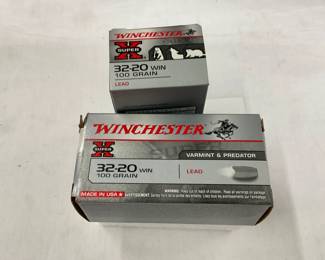 WINCHESTER
X
SUPER
32-20 WIN
100 GRAIN
LEAD
WINCHESTER
X
SUPER
VARMINT & PREDATOR
32-20 WIN
100 GRAIN
LEAD
MADE IN USA